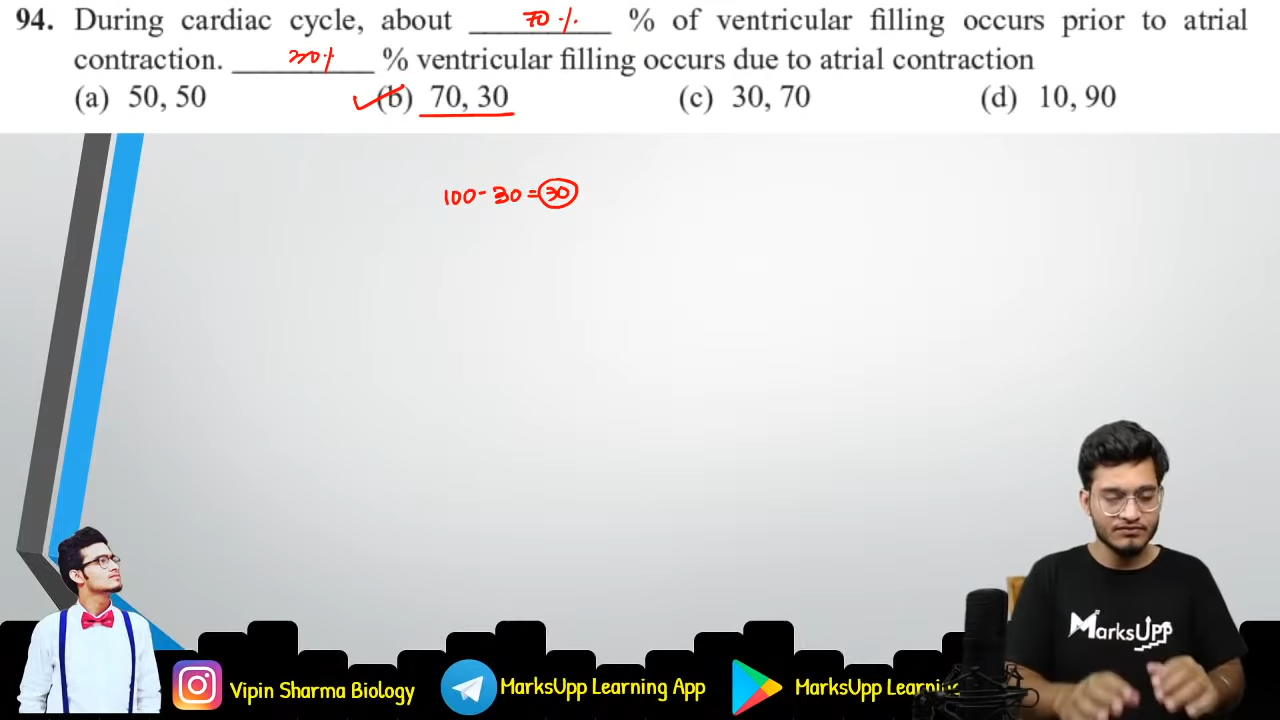 94. During cardiac cycle, about 70 % % of ventricular filling occurs prior to atrial
contraction. 30% % ventricular filling occurs due to atrial contraction
(a) 50, 50 (b) 70, 30 (c) 30, 70 (d) 10, 90
100 - 30 = 30
MarksUPP
Vipin Sharma Biology MarksUpp Learning App MarksUpp Learning